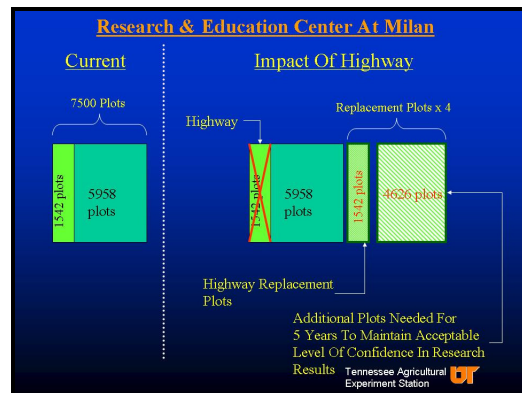 Research & Education Center At Milan
Current
Impact Of Highway
7500 Plots
1542 plots
5958
plots
Highway
Replacement Plots x 4
1542 plots
5958
plots
1542 plots
4626 plots
Highway Replacement
Plots
Additional Plots Needed For
5 Years To Maintain Acceptable
Level Of Confidence In Research
Results
Tennessee Agricultural
Experiment Station
UT